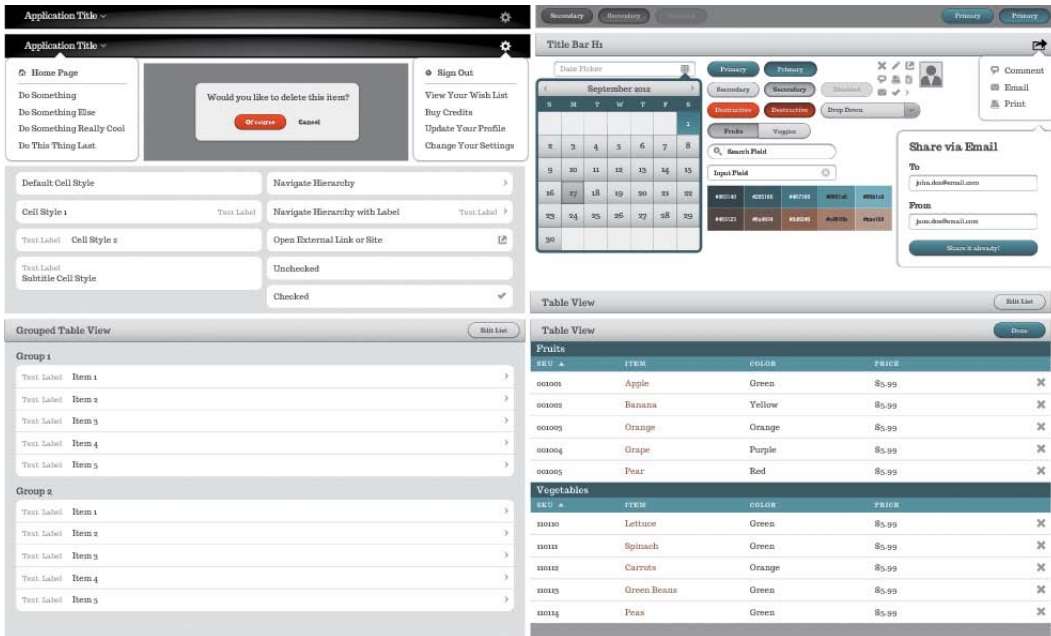 Application Title
Application Title
Home Page
Do Something
Do Something Else
Do Something Really Cool
Do This Thing Last
Would you like to delete this item?
Of course Cancel
Sign Out
View Your Wish List
Buy Credits
Update Your Profile
Change Your Settings
Default Cell Style
Cell Style 1 Text Label
Text Label Cell Style 2
Text Label
Subtitle Cell Style
Navigate Hierarchy
Navigate Hierarchy with Label Text Label
Open External Link or Site
Unchecked
Checked
Grouped Table View Edit List
Group 1
Text Label Item 1
Text Label Item 2
Text Label Item 3
Text Label Item 4
Text Label Item 5
Group 2
Text Label Item 1
Text Label Item 2
Text Label Item 3
Text Label Item 4
Text Label Item 5
Secondary Secondary Primary Primary
Title Bar H1
Date Picker
September 2012
S M T W T F S
1
2 3 4 5 6 7 8
9 10 11 12 13 14 15
16 17 18 19 20 21 22
23 24 25 26 27 28 29
30
Primary Primary
Secondary Secondary Disabled
Destructive Destructive Drop Down
Fruits Veggies
Search Field
Input Field
Comment
Email
Print
Share via Email
To
john.doe@email.com
From
jane.doe@email.com
Share it already!
Table View Edit List
Table View Done
Fruits
SKU ITEM COLOR PRICE
001001 Apple Green $5.99
001002 Banana Yellow $5.99
001003 Orange Orange $5.99
001004 Grape Purple $5.99
001005 Pear Red $5.99
Vegetables
SKU ITEM COLOR PRICE
110110 Lettuce Green $5.99
110111 Spinach Green $5.99
110112 Carrots Orange $5.99
110113 Green Beans Green $5.99
110114 Peas Green $5.99